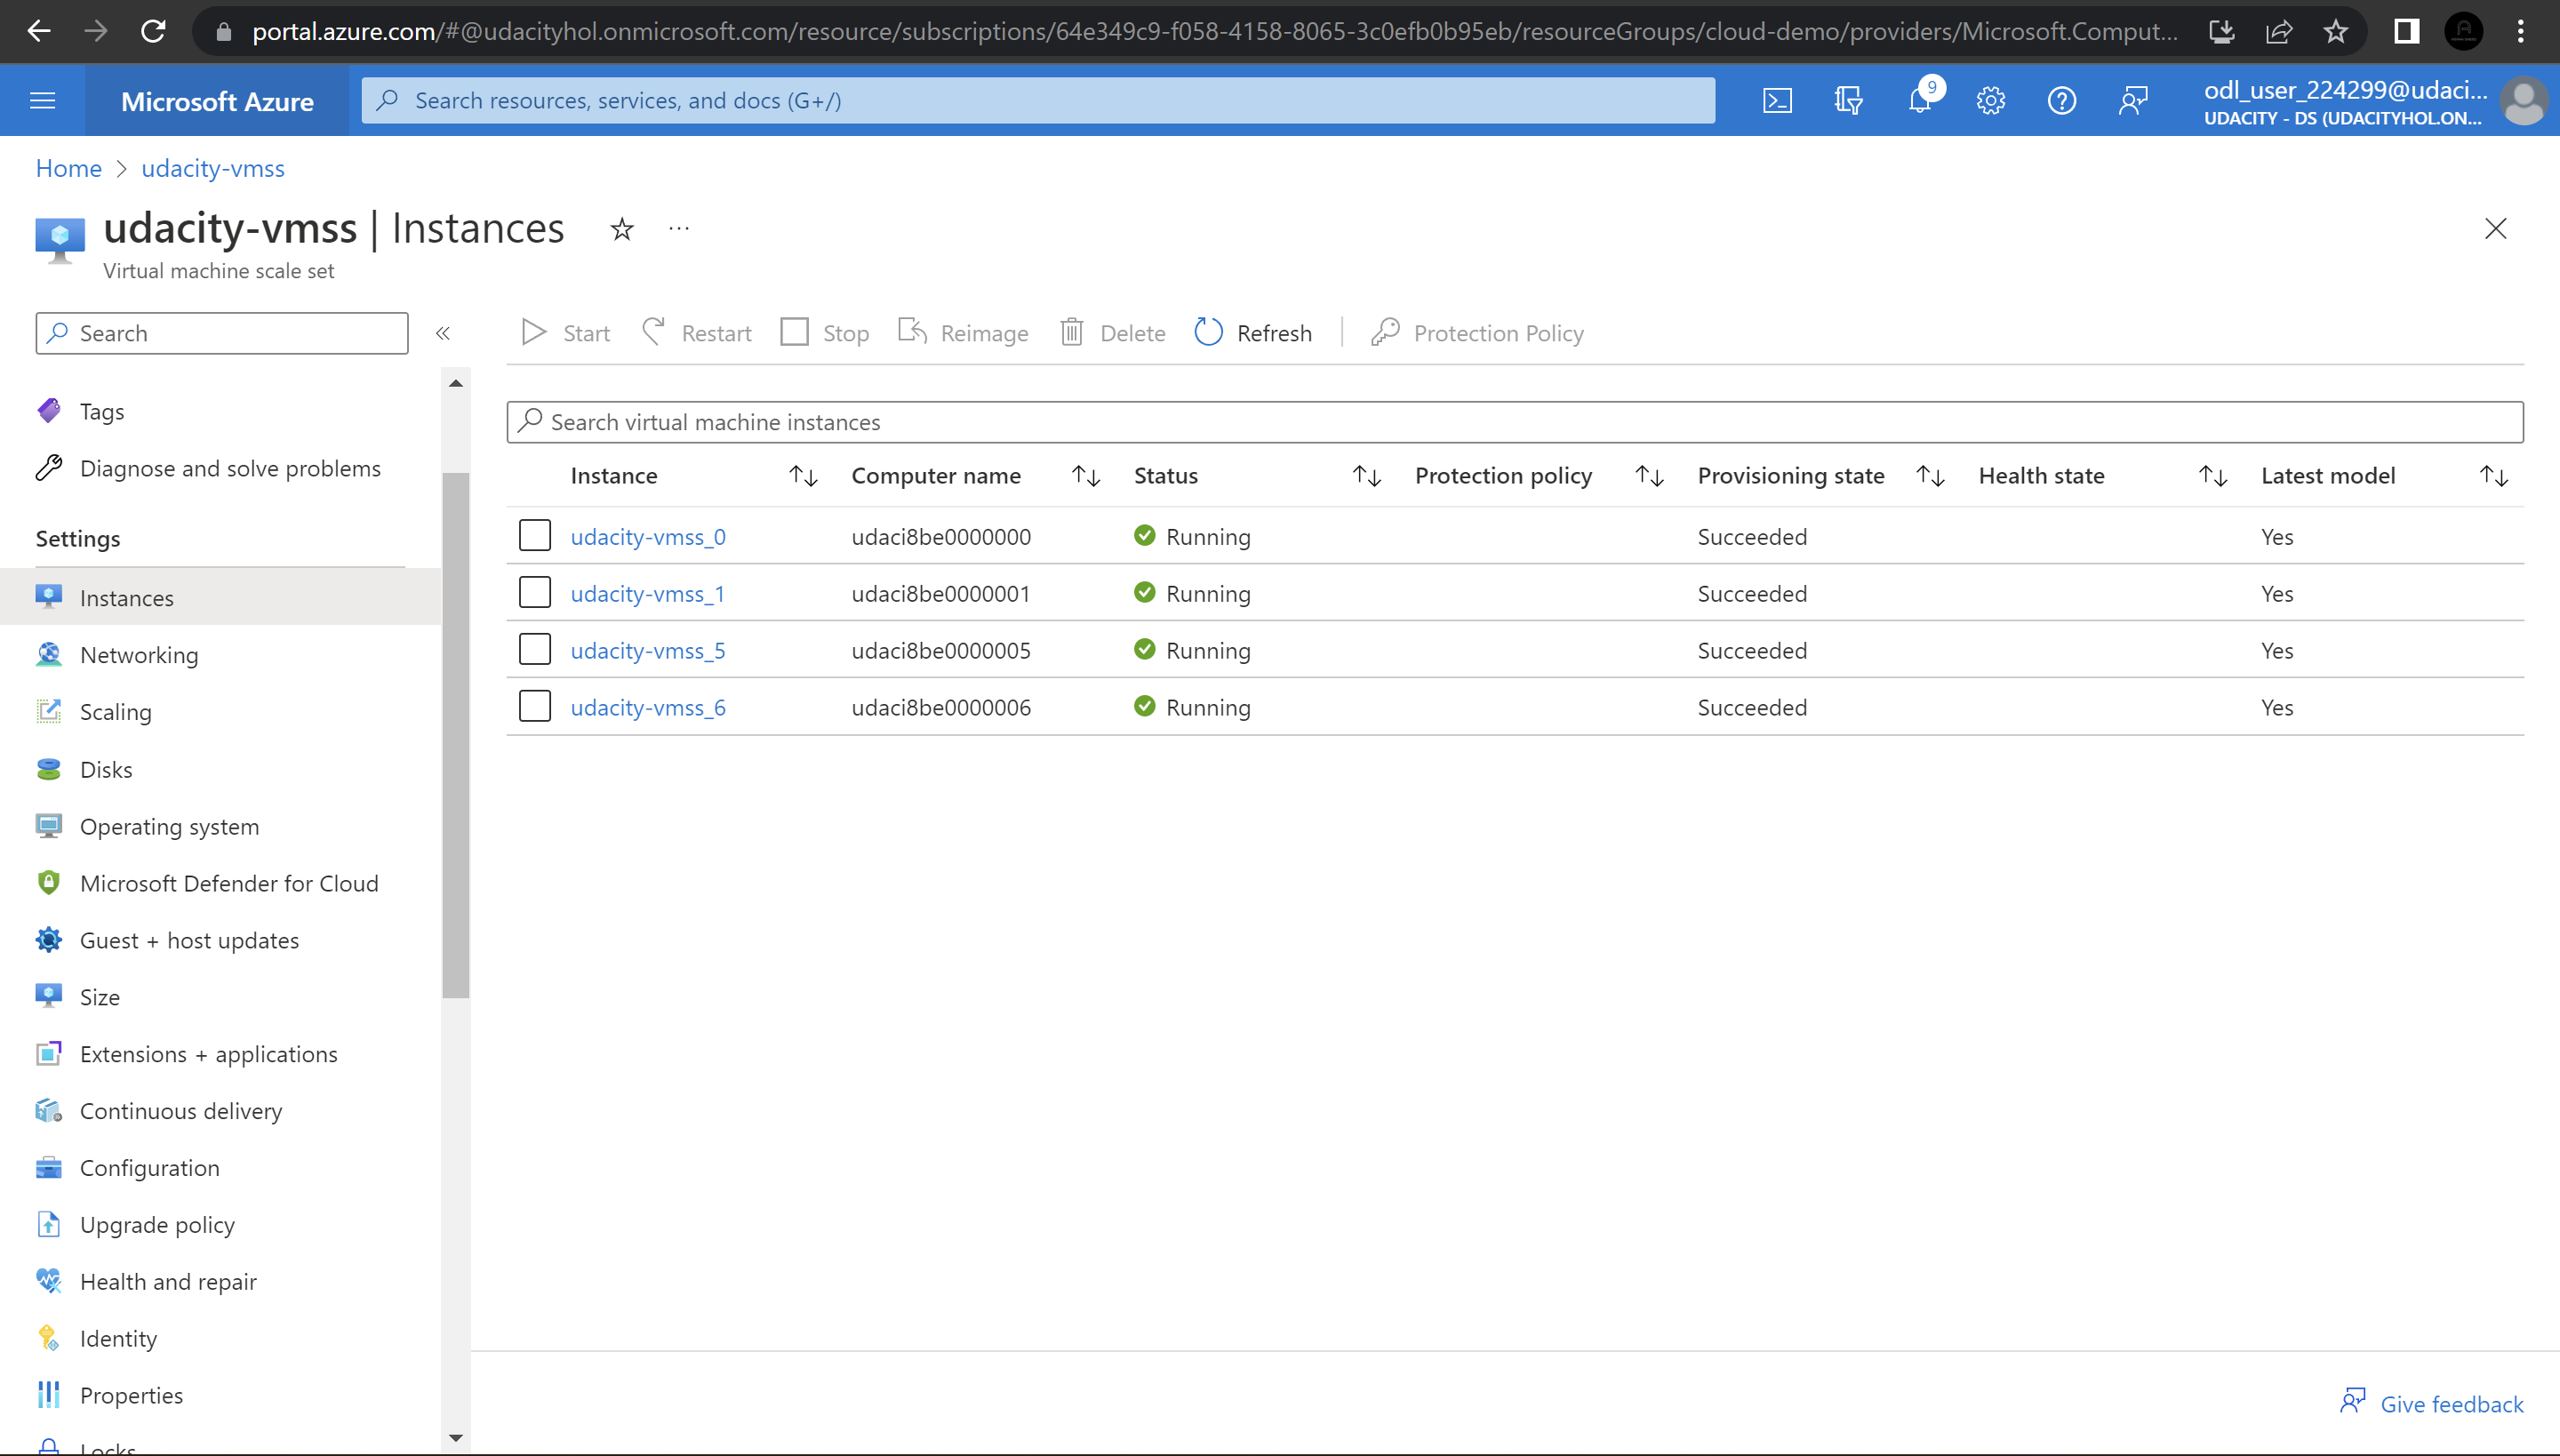 portal.azure.com/#@udacityhol.onmicrosoft.com/resource/subscriptions/64e349c9-f058-4158-8065-3c0efb0b95eb/resourceGroups/cloud-demo/providers/Microsoft.Comput...
Microsoft Azure
Search resources, services, and docs (G+/)
9
odl_user_224299@udaci...
UDACITY - DS (UDACITYHOL.ON...
Home > udacity-vmss
udacity-vmss | Instances
Virtual machine scale set
Search
«
Start Restart Stop Reimage Delete Refresh Protection Policy
Tags
Diagnose and solve problems
Settings
Instances
Networking
Scaling
Disks
Operating system
Microsoft Defender for Cloud
Guest + host updates
Size
Extensions + applications
Continuous delivery
Configuration
Upgrade policy
Health and repair
Identity
Properties
Locks
Search virtual machine instances
Instance Computer name Status Protection policy Provisioning state Health state Latest model
udacity-vmss_0 udaci8be0000000 Running Succeeded Yes
udacity-vmss_1 udaci8be0000001 Running Succeeded Yes
udacity-vmss_5 udaci8be0000005 Running Succeeded Yes
udacity-vmss_6 udaci8be0000006 Running Succeeded Yes
Give feedback